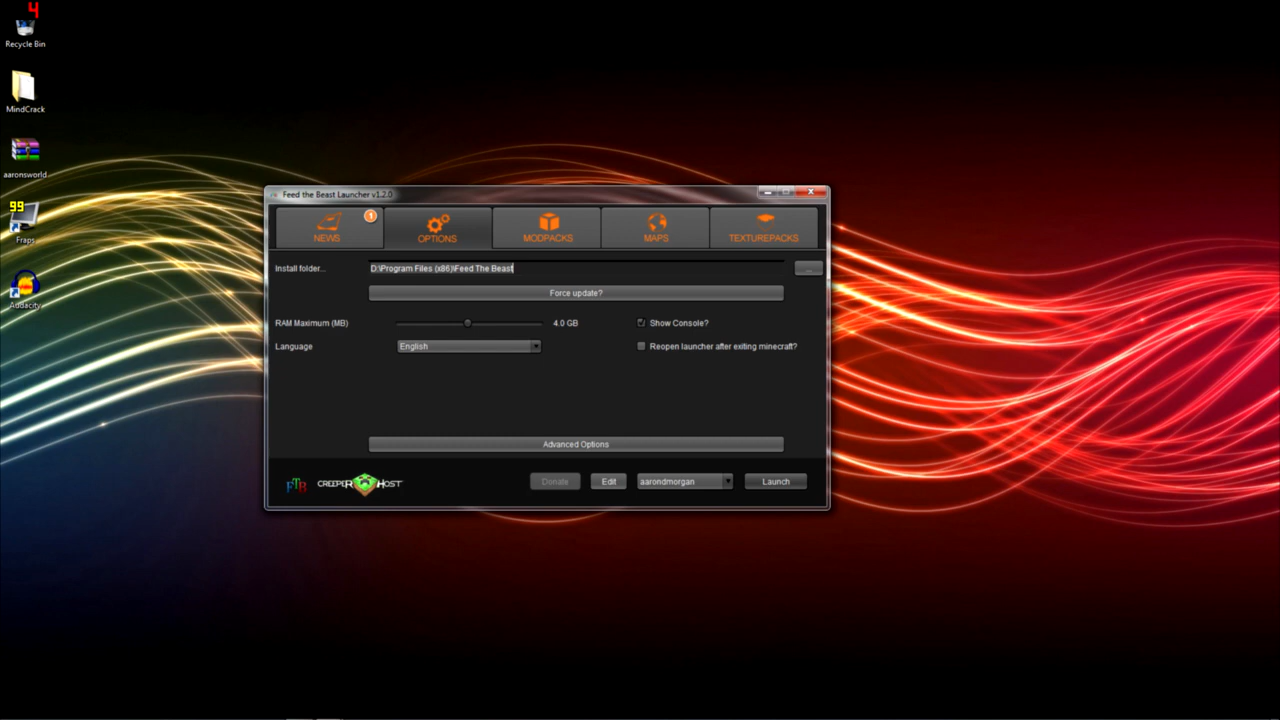 4
Recycle Bin
MindCrack
aaronsworld
99
Fraps
Audacity
Feed the Beast Launcher v1.2.0
NEWS
1
OPTIONS
MODPACKS
MAPS
TEXTUREPACKS
Install folder...
D:\Program Files (x86)\Feed The Beast
...
Force update?
RAM Maximum (MB)
4.0 GB
Show Console?
Language
English
Reopen launcher after exiting minecraft?
Advanced Options
FTB
CREEPER HOST
Donate
Edit
aarondmorgan
Launch